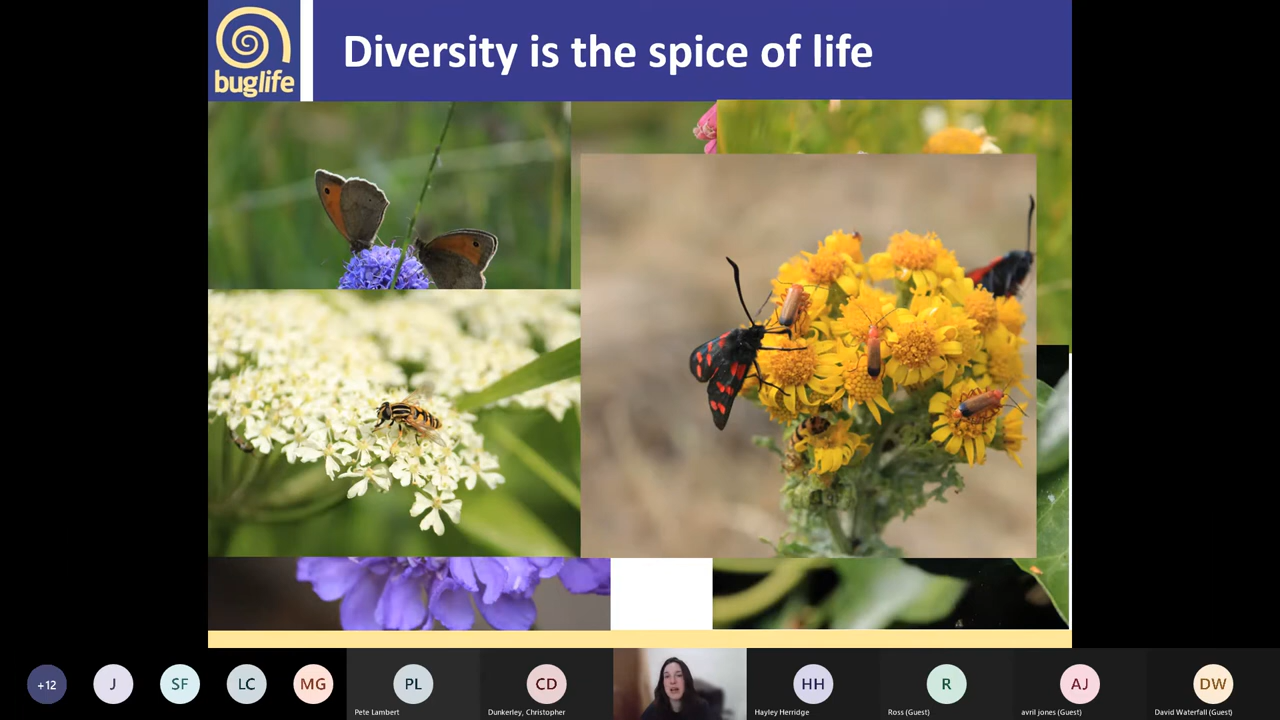 buglife
Diversity is the spice of life
+12
J
SF
LC
MG
PL
Pete Lambert
CD
Dunkerley, Christopher
HH
Hayley Herridge
R
Ross (Guest)
AJ
avril jones (Guest)
DW
David Waterfall (Guest)